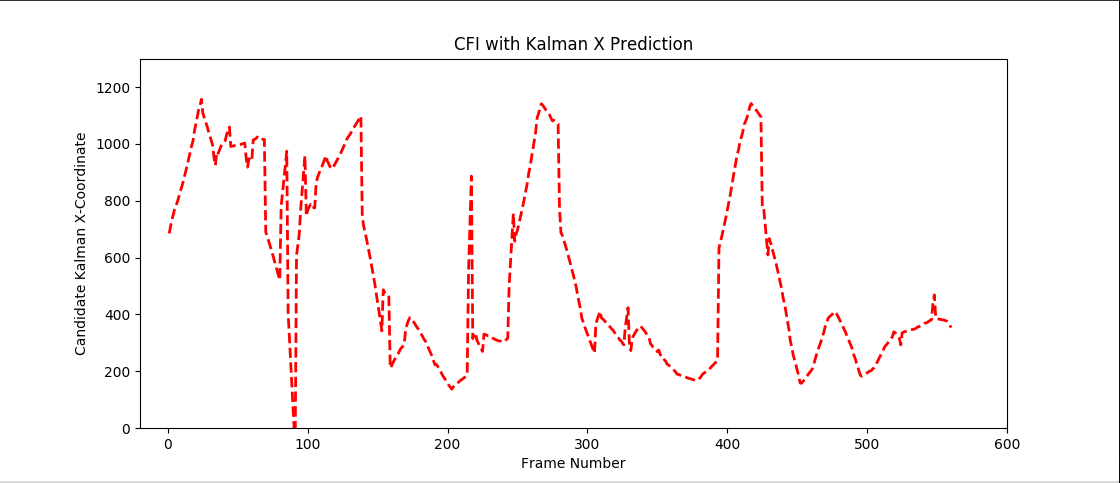 CFI with Kalman X Prediction
1200
1000
800
600
400
200
0
Candidate Kalman X-Coordinate
0 100 200 300 400 500 600
Frame Number